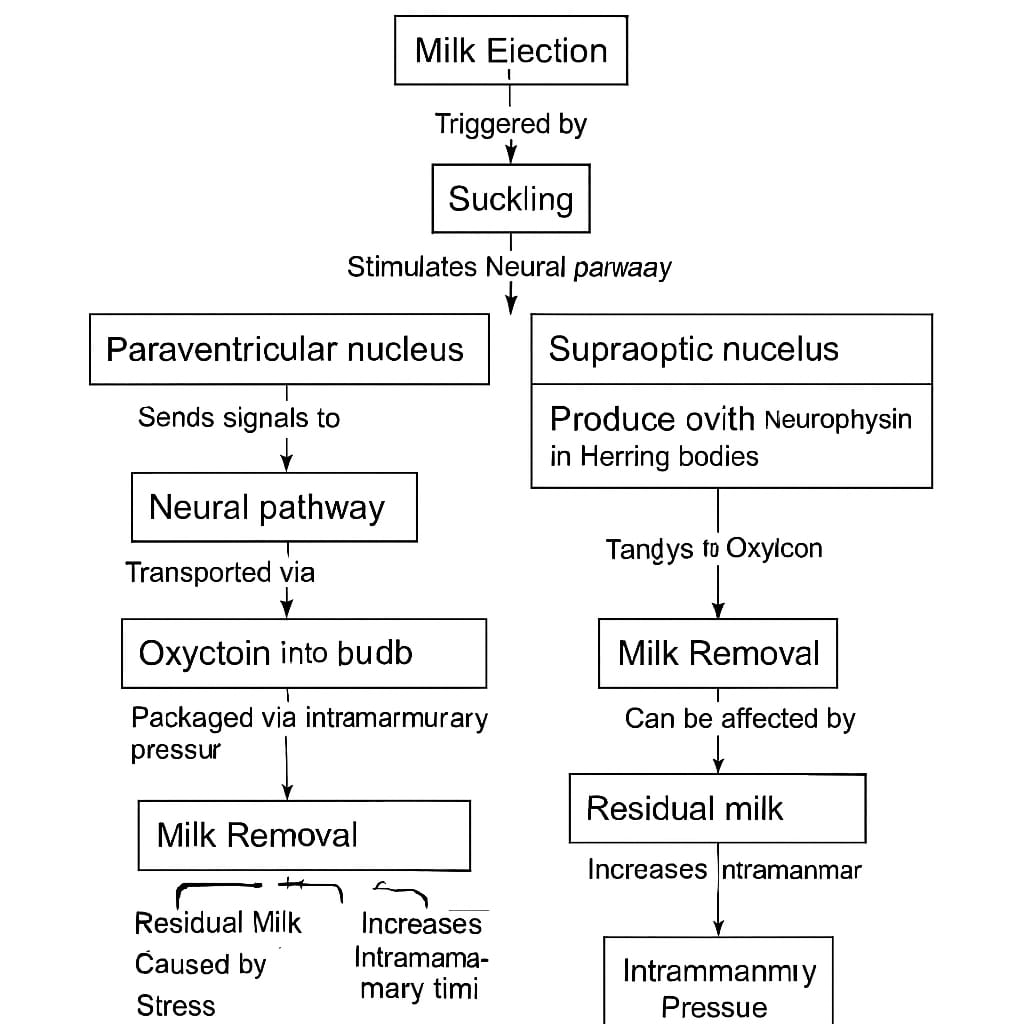 Milk Eiection
Triggered by
Suckling
Stimulates Neural parwaay
Paraventricular nucleus
Sends signals to
Neural pathway
Transported via
Oxyctoin into budb
Packaged via intramarmurary
pressur
Milk Removal
Residual Milk
Caused by
Stress
Increases
Intramama-
mary timi
Supraoptic nucelus
Produce ovith Neurophysin
in Herring bodies
Tandys to Oxylcon
Milk Removal
Can be affected by
Residual milk
Increases ntramanmar
Intrammanmıy
Pressue